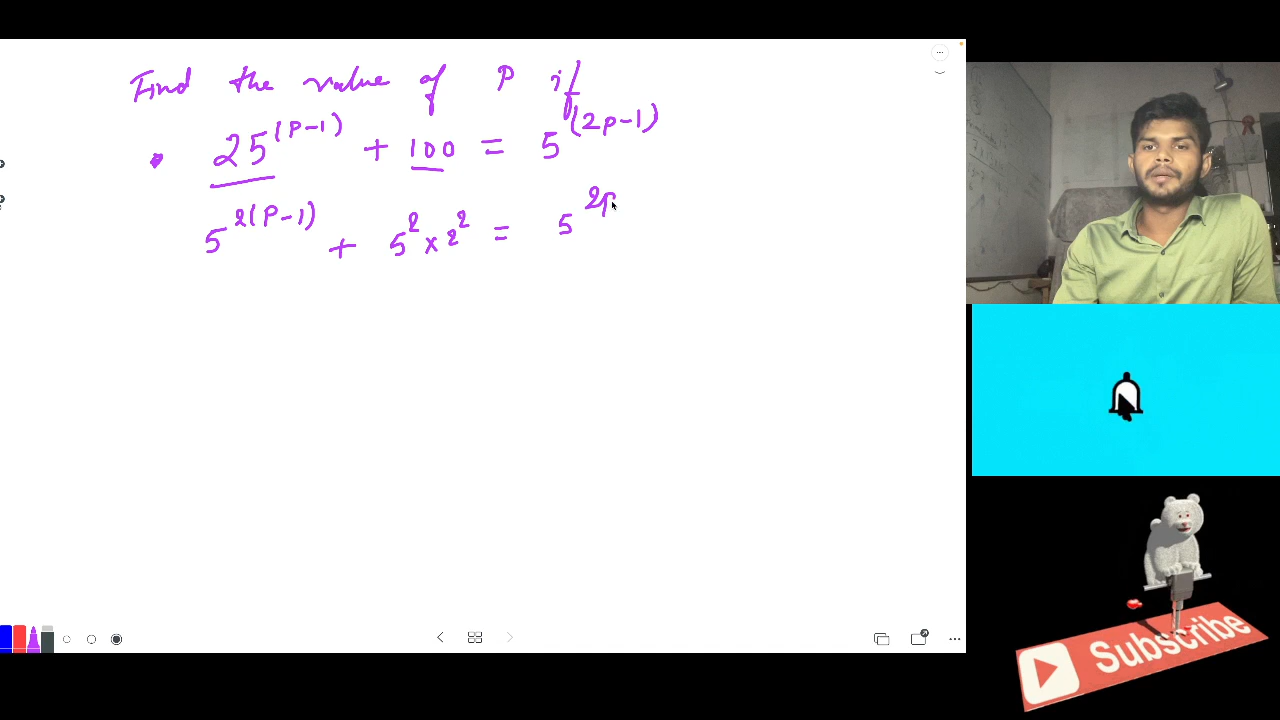 Find the value of P if
25^(P-1) + 100 = 5^(2p-1)
5^2(P-1) + 5^2 × 2^2 = 5^2p
Subscribe